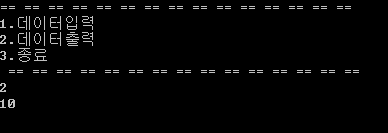 == == == == == == == == == == == ==
1.데이터입력
2.데이터출력
3.종료
== == == == == == == == == == == ==
2
10